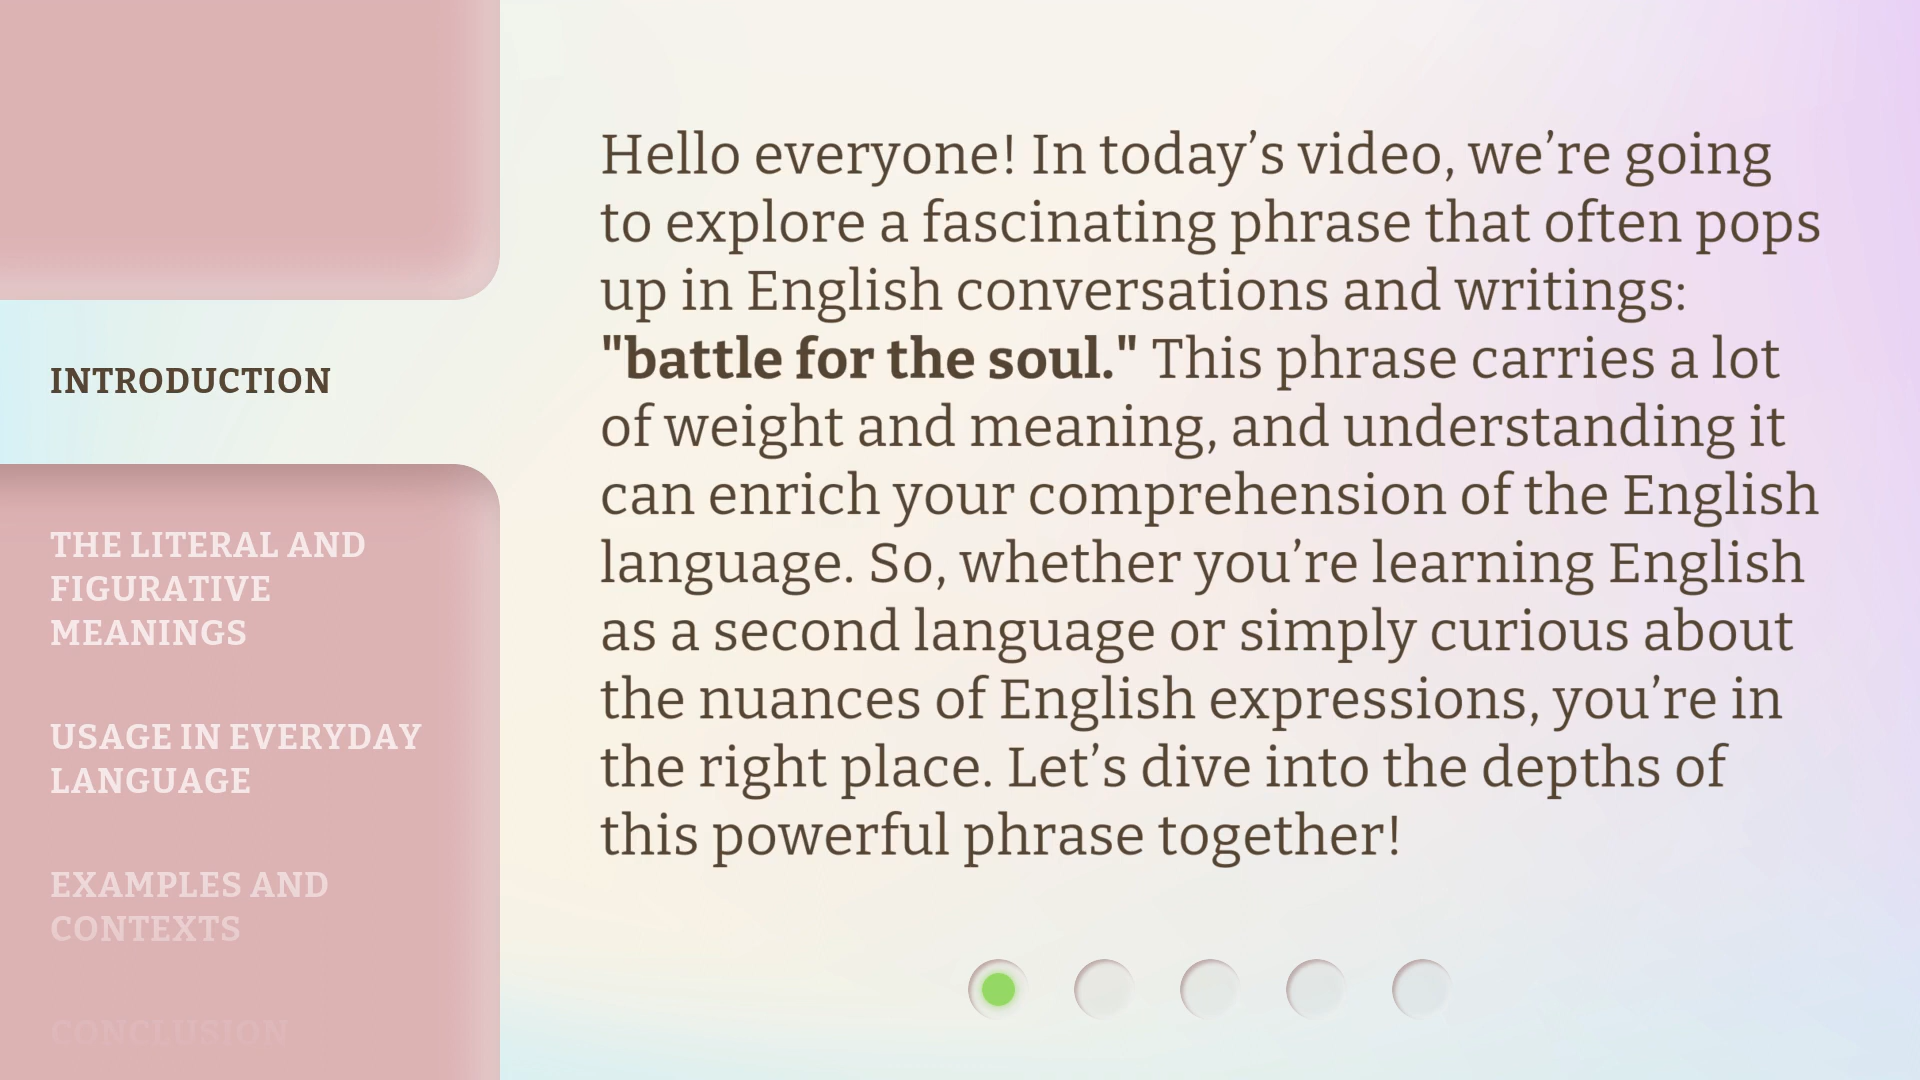 INTRODUCTION
THE LITERAL AND
FIGURATIVE
MEANINGS
USAGE IN EVERYDAY
LANGUAGE
EXAMPLES AND
CONTEXTS
CONCLUSION
Hello everyone! In today’s video, we’re going
to explore a fascinating phrase that often pops
up in English conversations and writings:
"battle for the soul." This phrase carries a lot
of weight and meaning, and understanding it
can enrich your comprehension of the English
language. So, whether you’re learning English
as a second language or simply curious about
the nuances of English expressions, you’re in
the right place. Let’s dive into the depths of
this powerful phrase together!